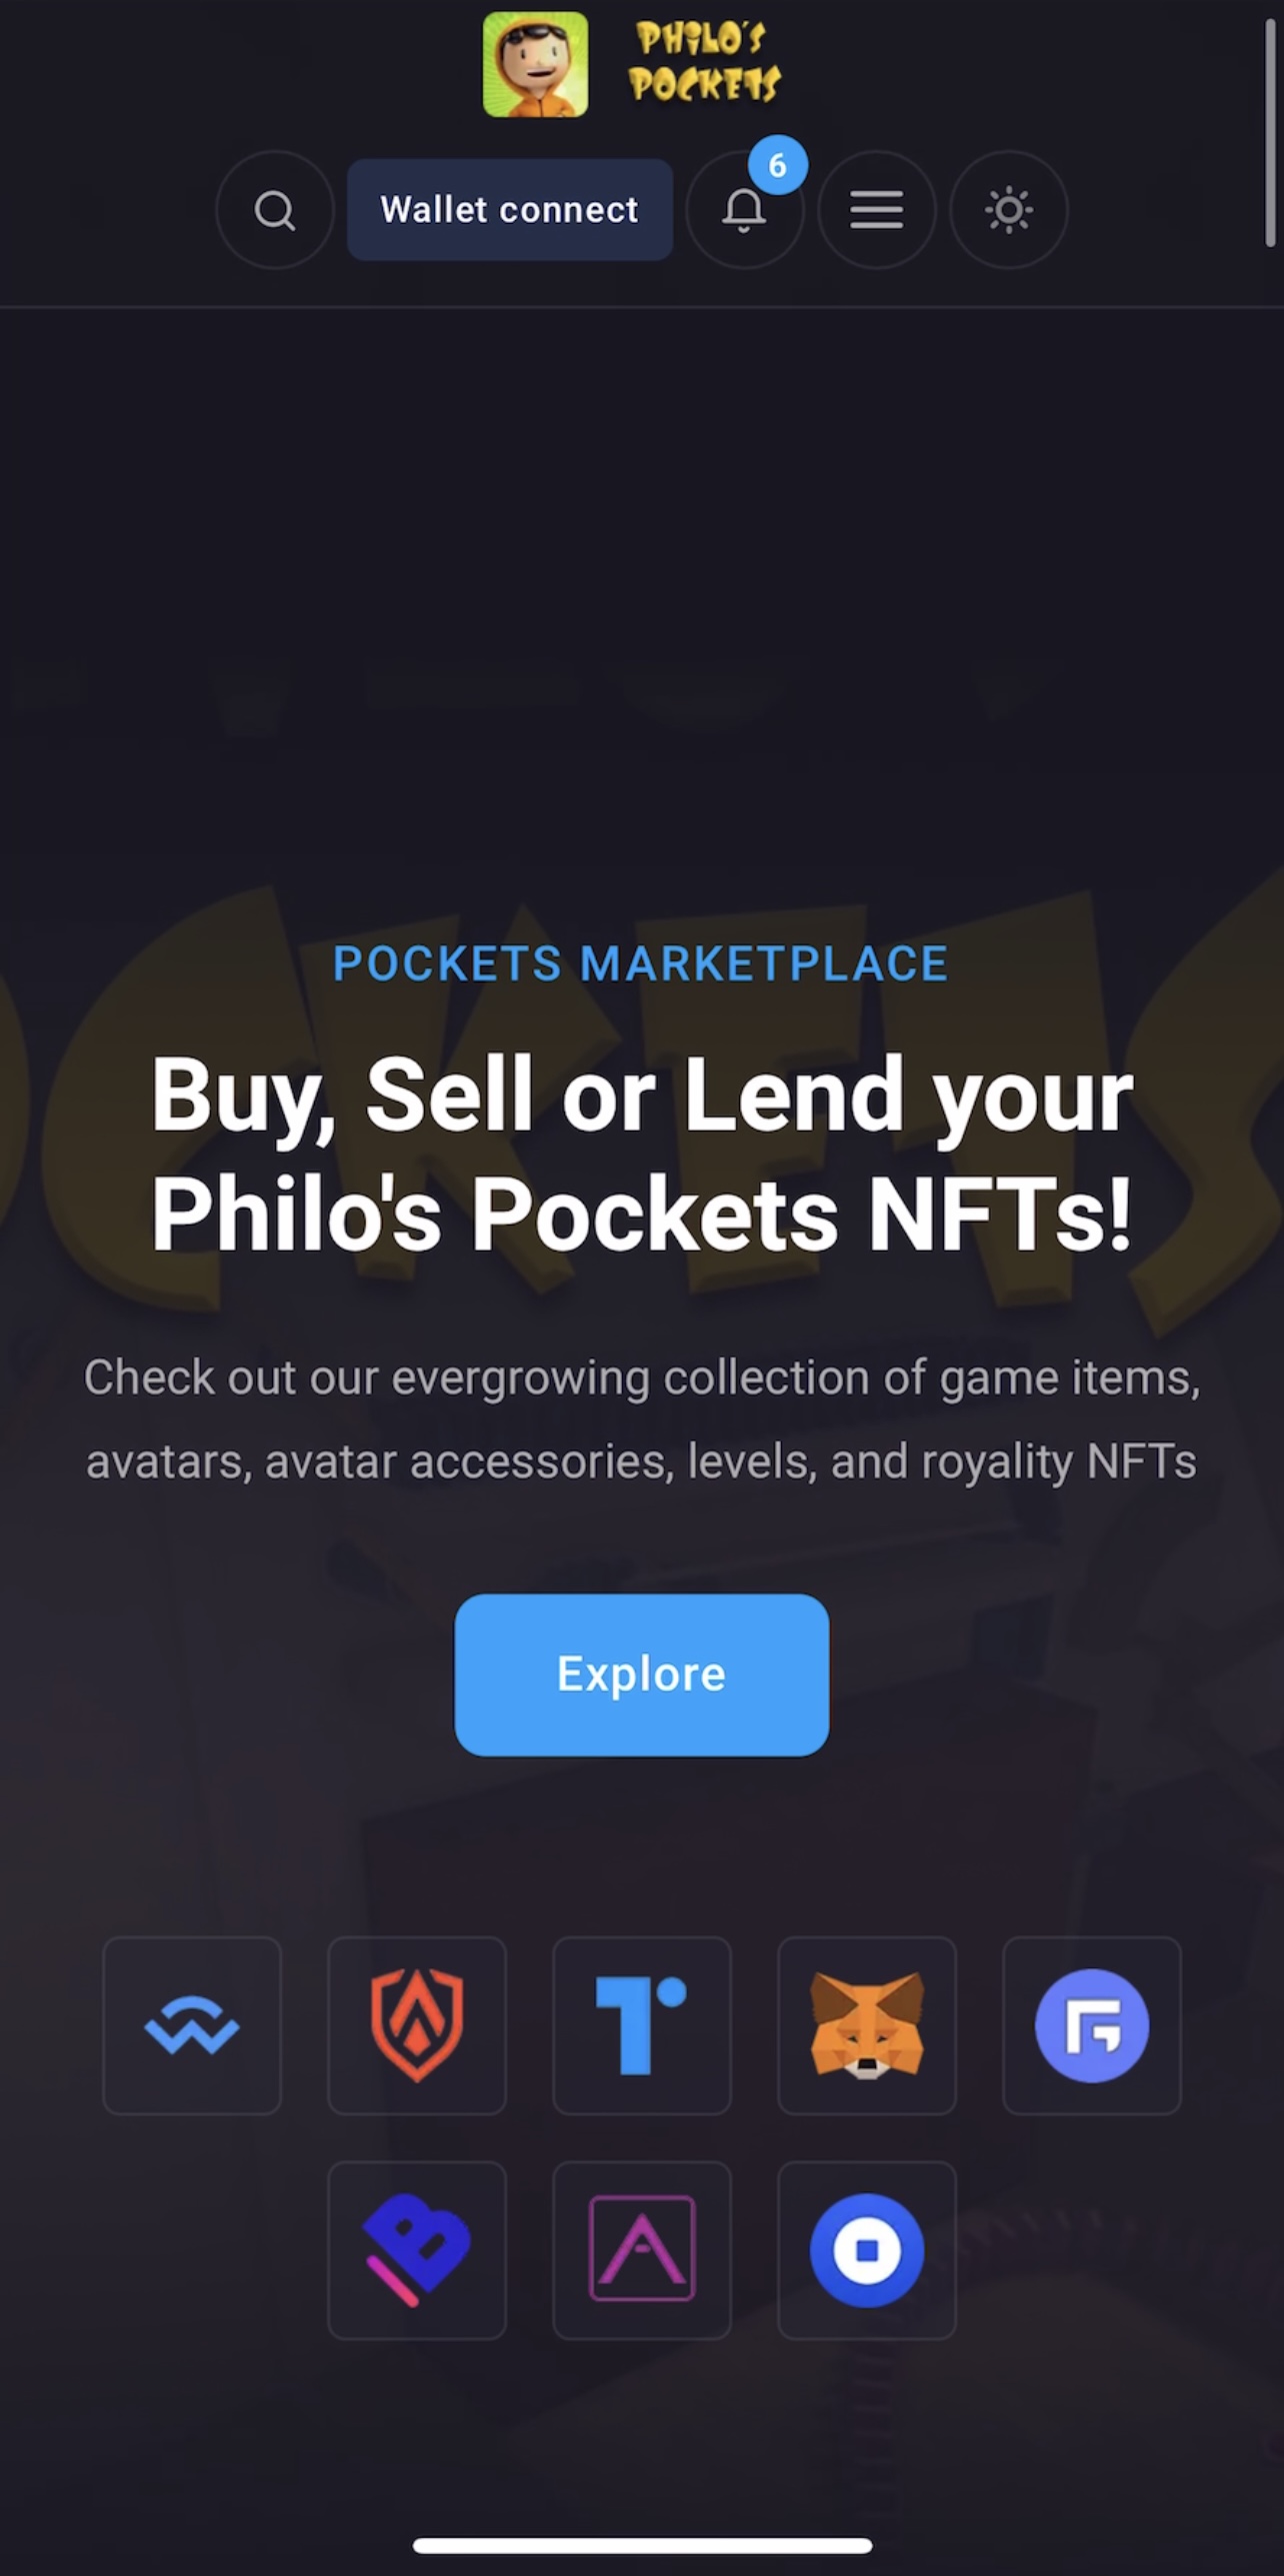 PHILO'S
POCKETS
6
Wallet connect
OCKETS
POCKETS MARKETPLACE
Buy, Sell or Lend your
Philo's Pockets NFTs!
Check out our evergrowing collection of game items,
avatars, avatar accessories, levels, and royality NFTs
Explore